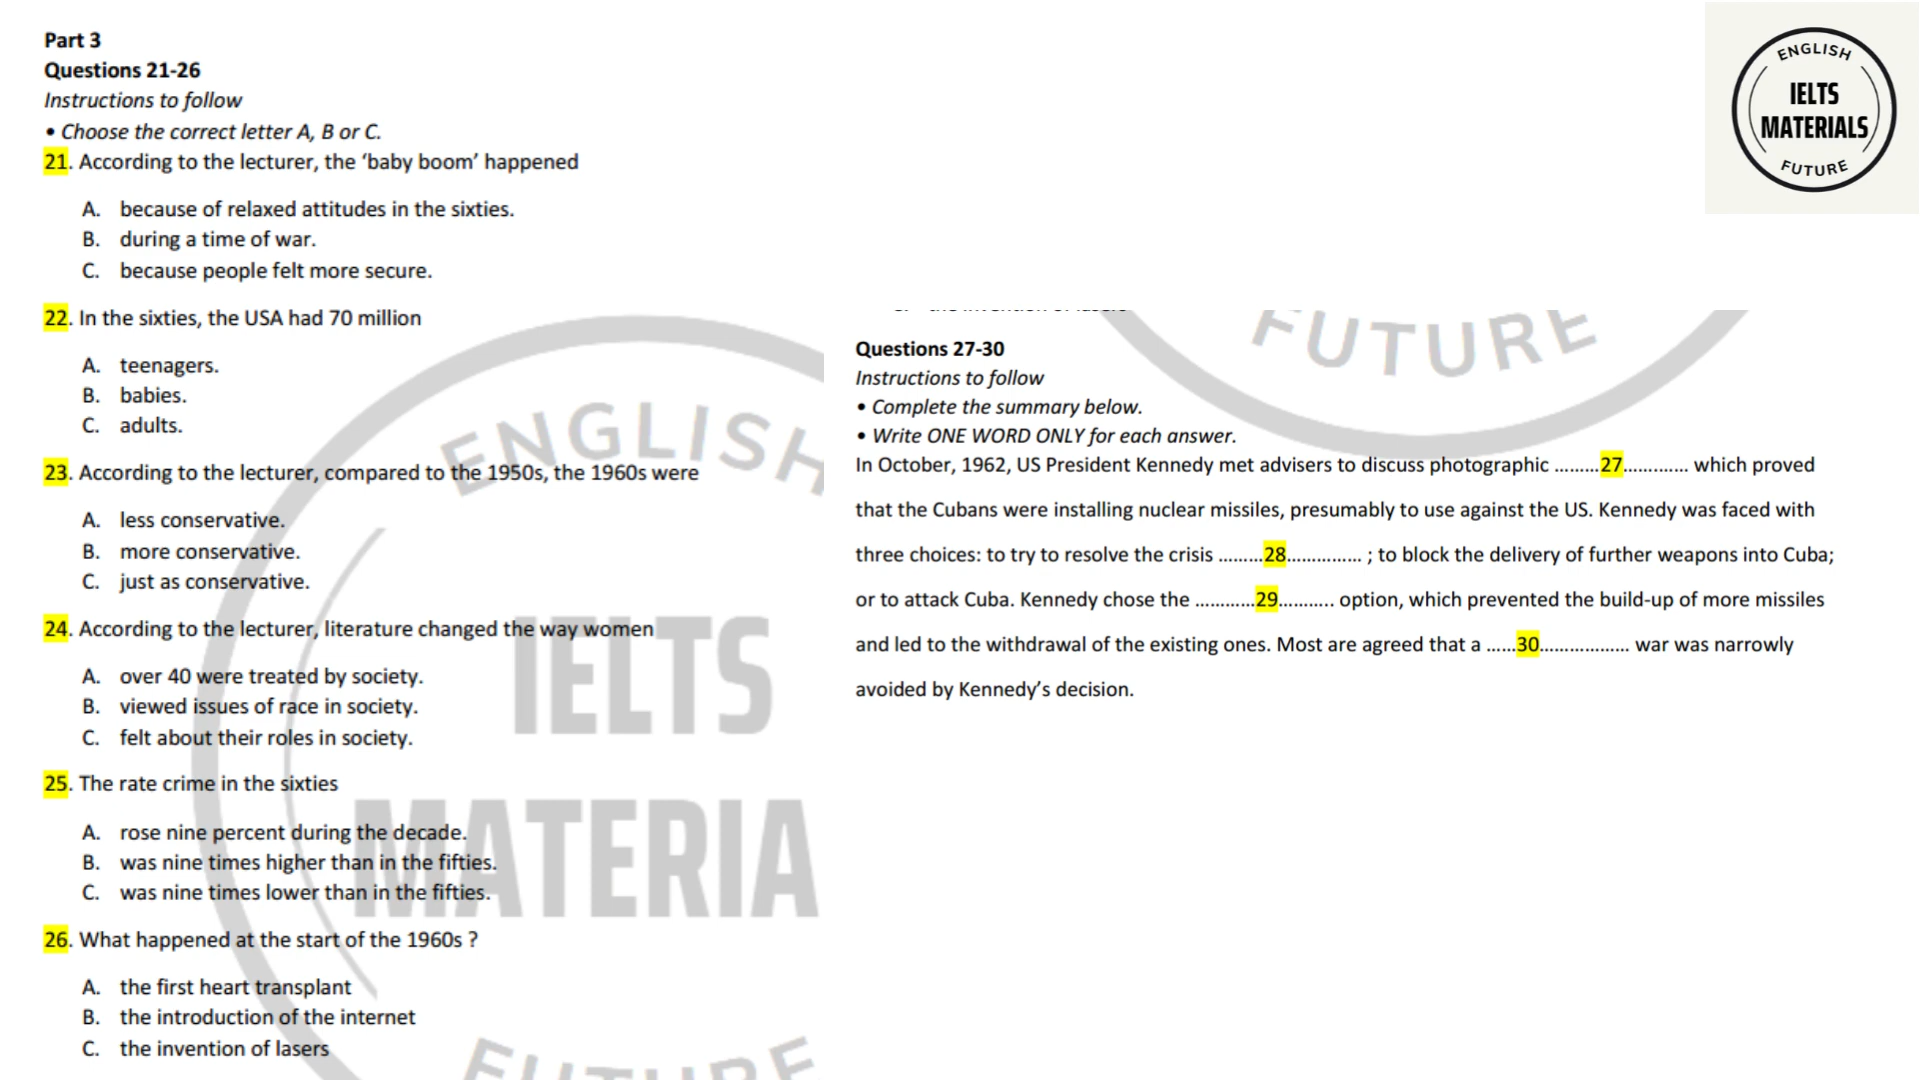 Part 3
Questions 21-26
Instructions to follow
• Choose the correct letter A, B or C.
21. According to the lecturer, the ‘baby boom’ happened
A. because of relaxed attitudes in the sixties.
B. during a time of war.
C. because people felt more secure.
22. In the sixties, the USA had 70 million
A. teenagers.
B. babies.
C. adults.
23. According to the lecturer, compared to the 1950s, the 1960s were
A. less conservative.
B. more conservative.
C. just as conservative.
24. According to the lecturer, literature changed the way women
A. over 40 were treated by society.
B. viewed issues of race in society.
C. felt about their roles in society.
25. The rate crime in the sixties
A. rose nine percent during the decade.
B. was nine times higher than in the fifties.
C. was nine times lower than in the fifties.
26. What happened at the start of the 1960s ?
A. the first heart transplant
B. the introduction of the internet
C. the invention of lasers
ENGLISH
IELTS
MATERIA
FUTURE
ENGLISH
IELTS
MATERIALS
FUTURE
FUTURE
Questions 27-30
Instructions to follow
• Complete the summary below.
• Write ONE WORD ONLY for each answer.
In October, 1962, US President Kennedy met advisers to discuss photographic .........27............. which proved
that the Cubans were installing nuclear missiles, presumably to use against the US. Kennedy was faced with
three choices: to try to resolve the crisis .........28............... ; to block the delivery of further weapons into Cuba;
or to attack Cuba. Kennedy chose the ............29........... option, which prevented the build-up of more missiles
and led to the withdrawal of the existing ones. Most are agreed that a ......30.................. war was narrowly
avoided by Kennedy’s decision.